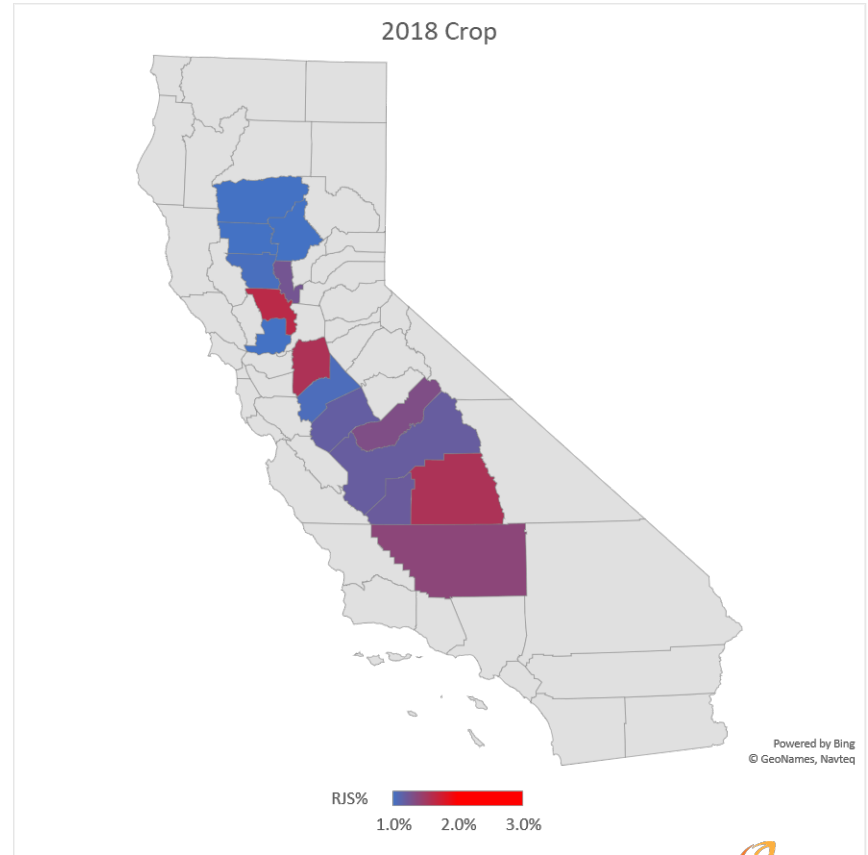 2018 Crop
Powered by Bing
© GeoNames, Navteq
RJS%
1.0% 2.0% 3.0%